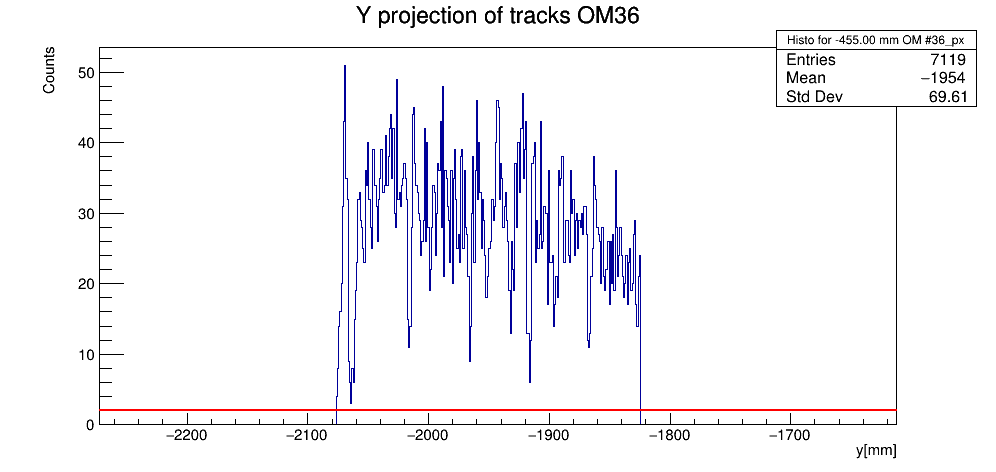 Y projection of tracks OM36
Histo for -455.00 mm OM #36_px
Entries 7119
Mean −1954
Std Dev 69.61
Counts
50
40
30
20
10
0
−2200 −2100 −2000 −1900 −1800 −1700
y[mm]